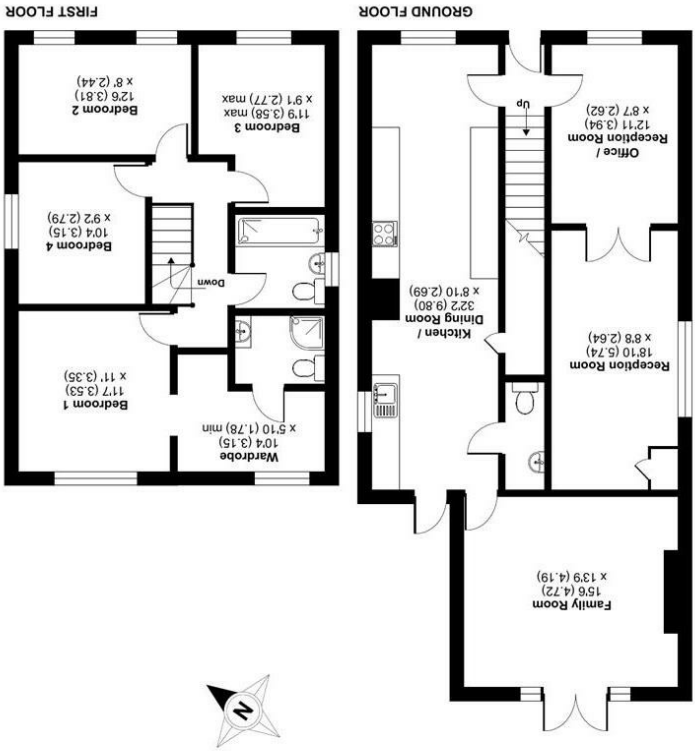 N
Family Room
15'6 (4.72)
x 13'9 (4.19)
Reception Room
18'10 (5.74)
x 8'8 (2.64)
Kitchen /
Dining Room
32'2 (9.80)
x 8'10 (2.69)
Office /
Reception Room
12'11 (3.94)
x 8'7 (2.62)
Up
GROUND FLOOR
Wardrobe
10'4 (3.15)
x 5'10 (1.78) min
Bedroom 1
11'7 (3.53)
x 11' (3.35)
Down
Bedroom 4
10'4 (3.15)
x 9'2 (2.79)
Bedroom 3
11'9 (3.58) max
x 9'1 (2.77) max
Bedroom 2
12'6 (3.81)
x 8' (2.44)
FIRST FLOOR